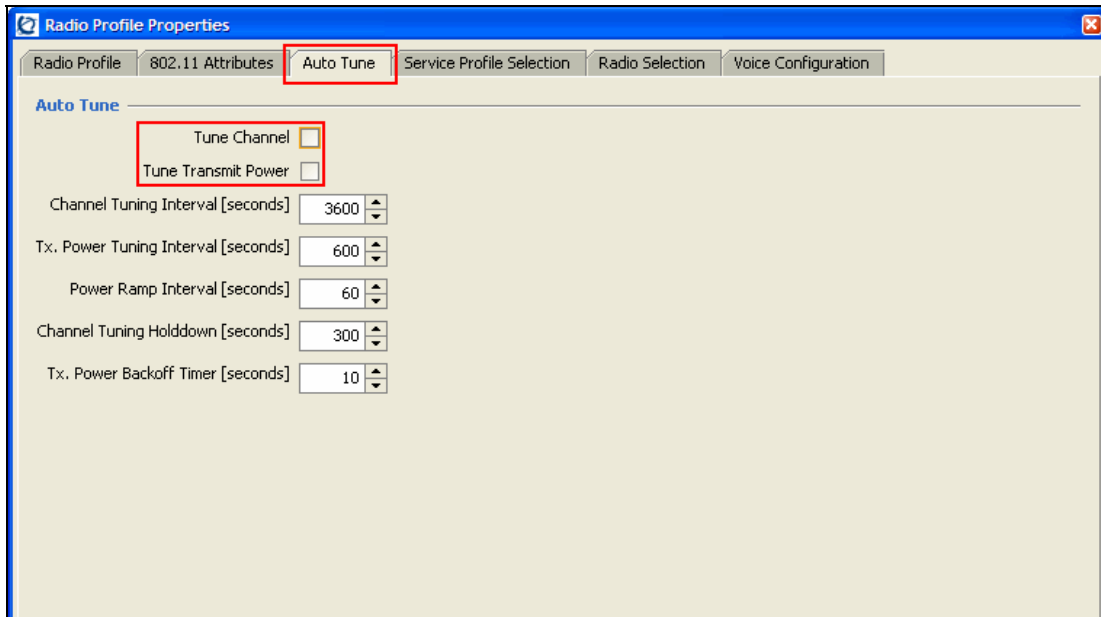 Radio Profile Properties
Radio Profile 802.11 Attributes Auto Tune Service Profile Selection Radio Selection Voice Configuration
Auto Tune
Tune Channel
Tune Transmit Power
Channel Tuning Interval [seconds] 3600
Tx. Power Tuning Interval [seconds] 600
Power Ramp Interval [seconds] 60
Channel Tuning Holddown [seconds] 300
Tx. Power Backoff Timer [seconds] 10